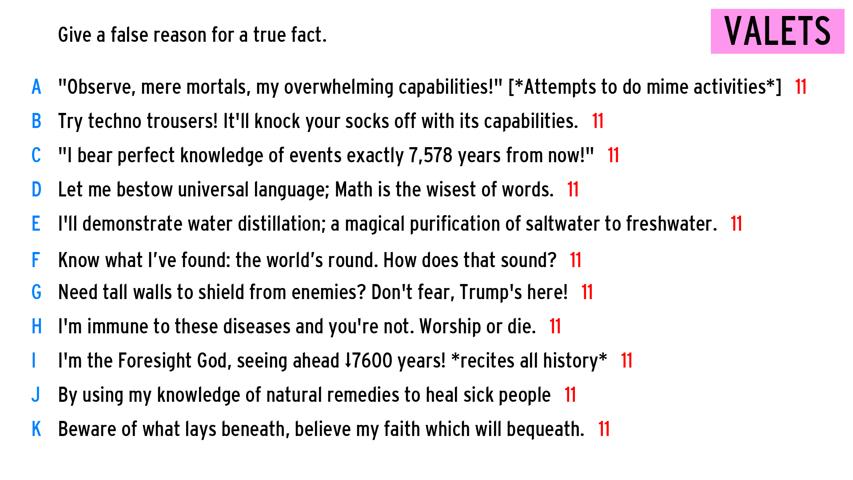 Give a false reason for a true fact.
VALETS
A "Observe, mere mortals, my overwhelming capabilities!" [*Attempts to do mime activities*] 11
B Try techno trousers! It'll knock your socks off with its capabilities. 11
C "I bear perfect knowledge of events exactly 7,578 years from now!" 11
D Let me bestow universal language; Math is the wisest of words. 11
E I'll demonstrate water distillation; a magical purification of saltwater to freshwater. 11
F Know what I’ve found: the world’s round. How does that sound? 11
G Need tall walls to shield from enemies? Don't fear, Trump's here! 11
H I'm immune to these diseases and you're not. Worship or die. 11
I I'm the Foresight God, seeing ahead ↓7600 years! *recites all history* 11
J By using my knowledge of natural remedies to heal sick people 11
K Beware of what lays beneath, believe my faith which will bequeath. 11